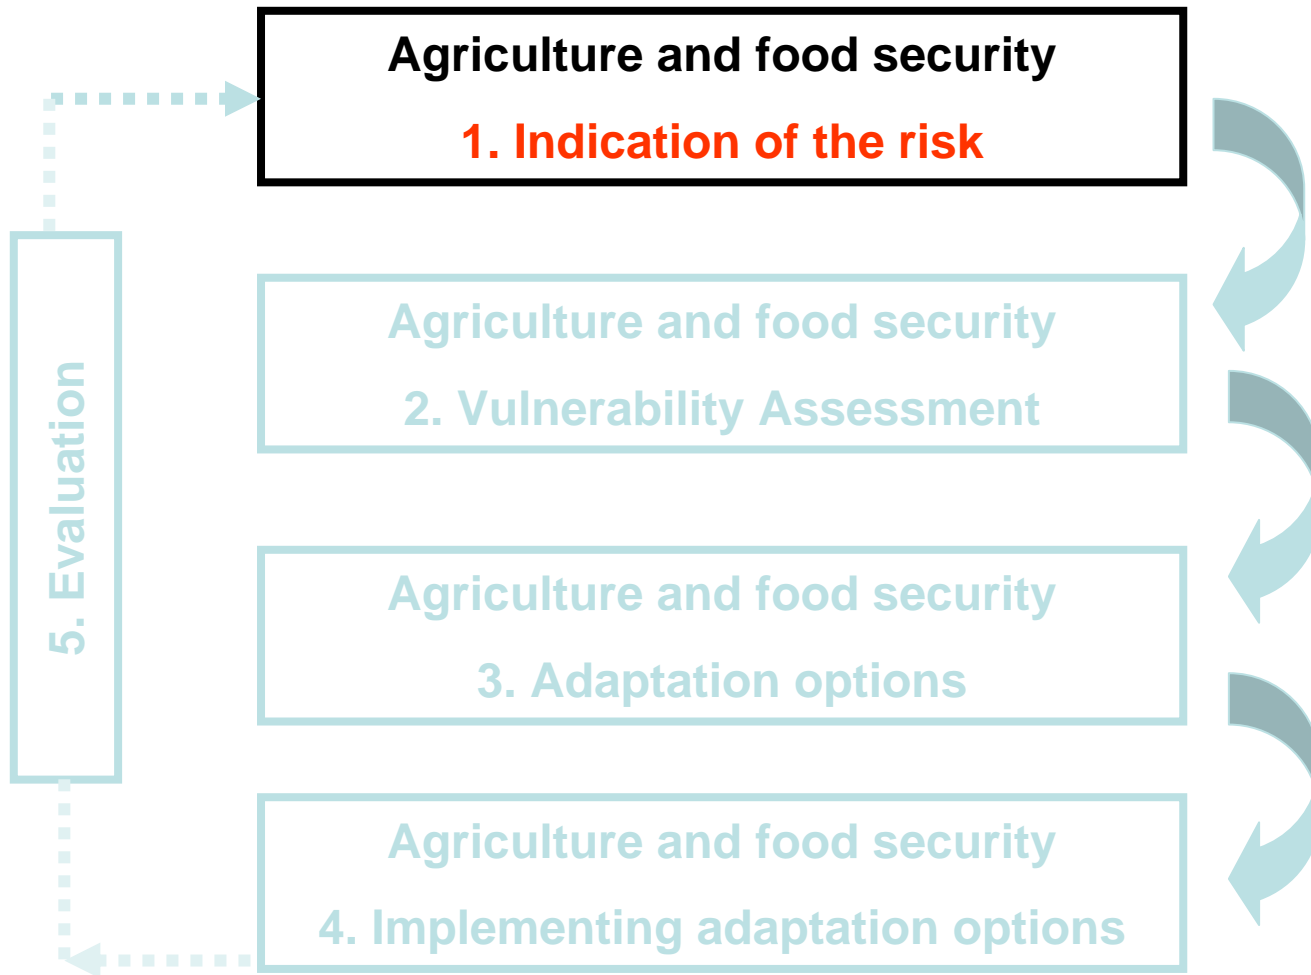 Agriculture and food security
1. Indication of the risk
Agriculture and food security
2. Vulnerability Assessment
Agriculture and food security
3. Adaptation options
Agriculture and food security
4. Implementing adaptation options
5. Evaluation